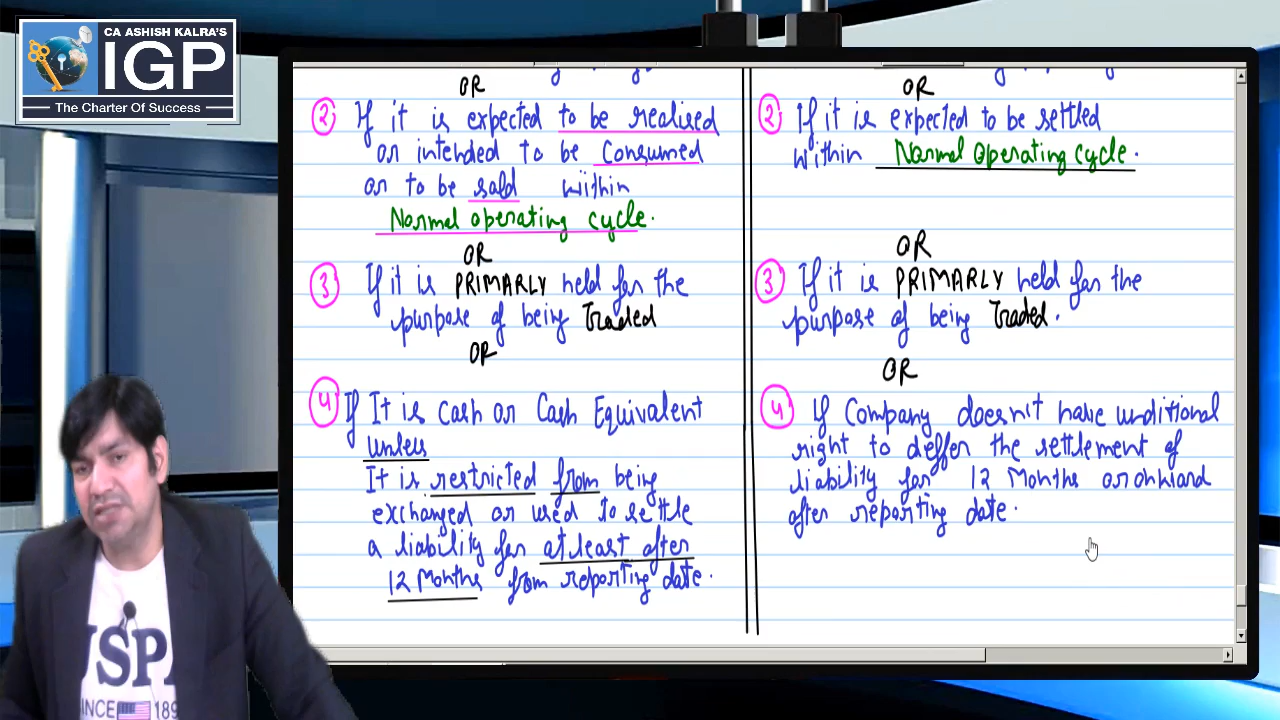 CA ASHISH KALRA'S
IGP
The Charter Of Success
OR
② If it is expected to be realised
or intended to be Consumed
or to be sold within
Normal operating cycle.
OR
③ If it is PRIMARLY held for the
purpose of being Traded
OR
④ If It is Cash or Cash Equivalent
unless
It is restricted from being
exchanged or used To settle
a liability for atleast after
12 Months from reporting date.
OR
② If it is expected to be settled
within Normal Operating cycle.
OR
③ If it is PRIMARLY held for the
purpose of being Traded.
OR
④ If Company doesn't have unditional
right to deffer the settlement of
liability for 12 Months or onward
after reporting date.
USPA
SINCE 189